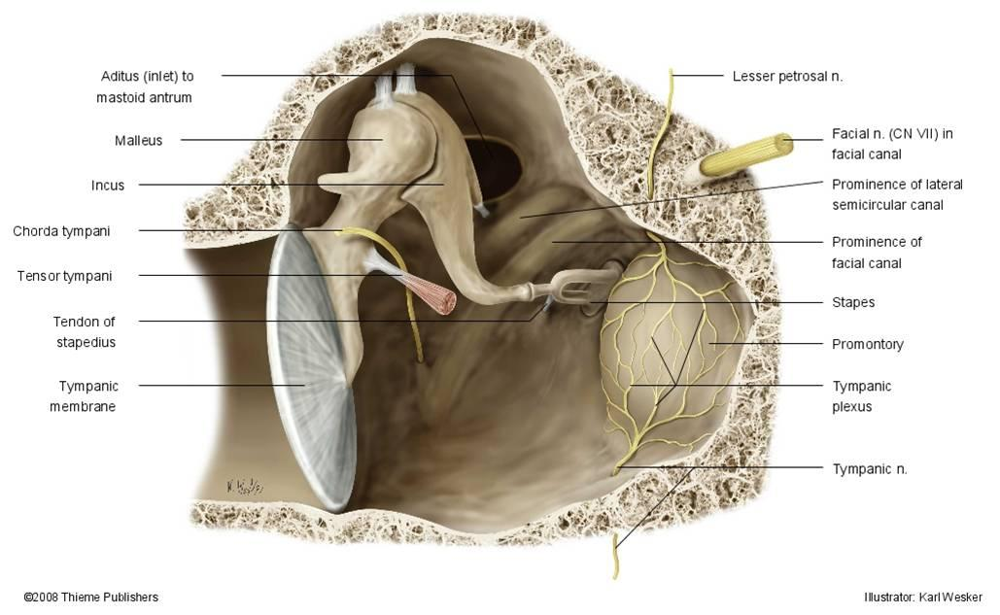 Aditus (inlet) to
mastoid antrum
Malleus
Incus
Chorda tympani
Tensor tympani
Tendon of
stapedius
Tympanic
membrane
Lesser petrosal n.
Facial n. (CN VII) in
facial canal
Prominence of lateral
semicircular canal
Prominence of
facial canal
Stapes
Promontory
Tympanic
plexus
Tympanic n.
©2008 Thieme Publishers
Illustrator: Karl Wesker